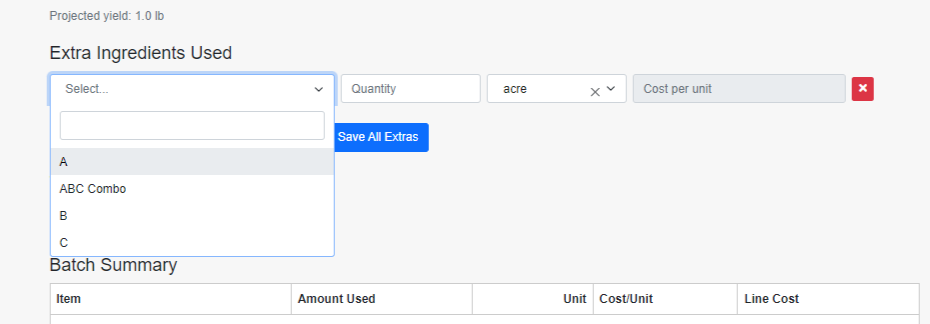 Projected yield: 1.0 lb
Extra Ingredients Used
Select... Quantity acre Cost per unit
Save All Extras
A
ABC Combo
B
C
Batch Summary
Item Amount Used Unit Cost/Unit Line Cost